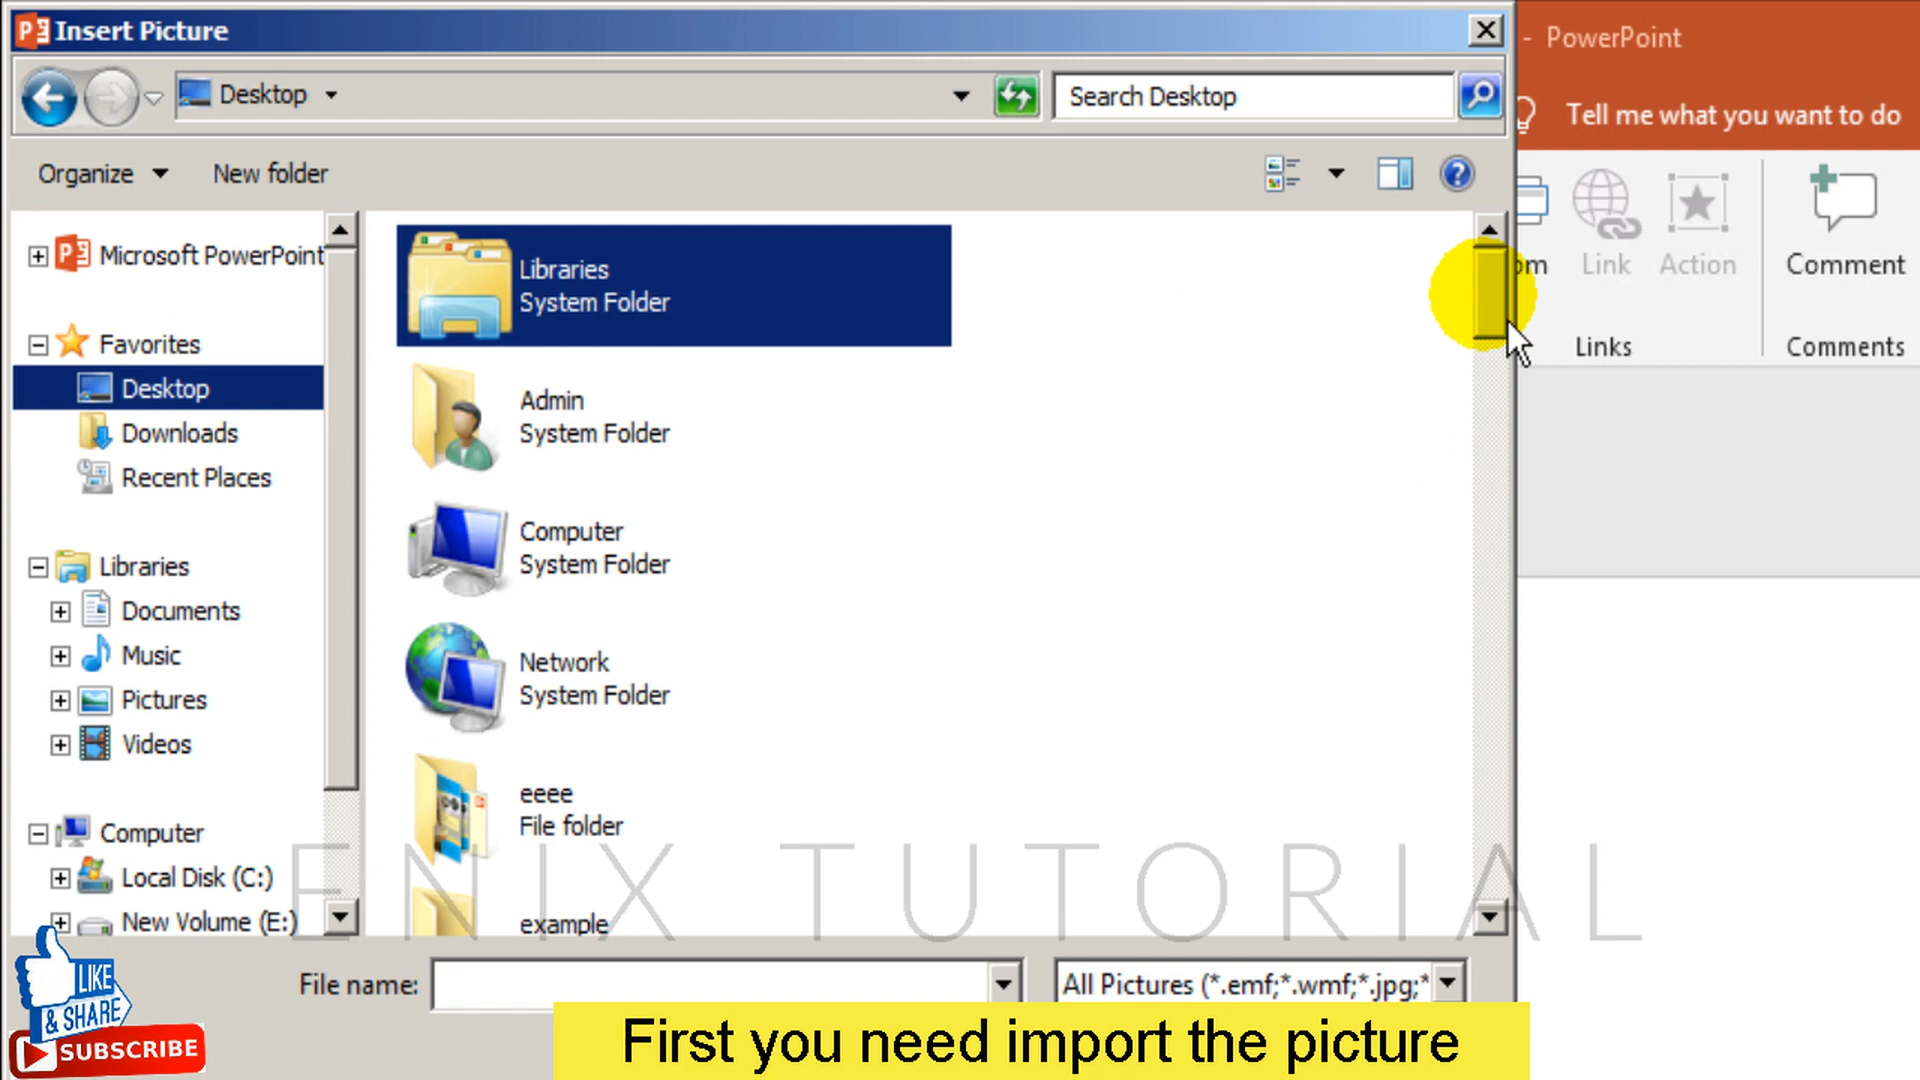 Insert Picture
- PowerPoint
Desktop
Search Desktop
Tell me what you want to do
Organize
New folder
Microsoft PowerPoint
Libraries
System Folder
Link
Action
Comment
Links
Comments
Favorites
Desktop
Downloads
Recent Places
Admin
System Folder
Computer
System Folder
Libraries
Documents
Music
Pictures
Videos
Network
System Folder
eeee
File folder
Computer
Local Disk (C:)
New Volume (E:)
example
ENIX TUTORIAL
File name:
All Pictures (*.emf;*.wmf;*.jpg;*
LIKE
& SHARE
SUBSCRIBE
First you need import the picture